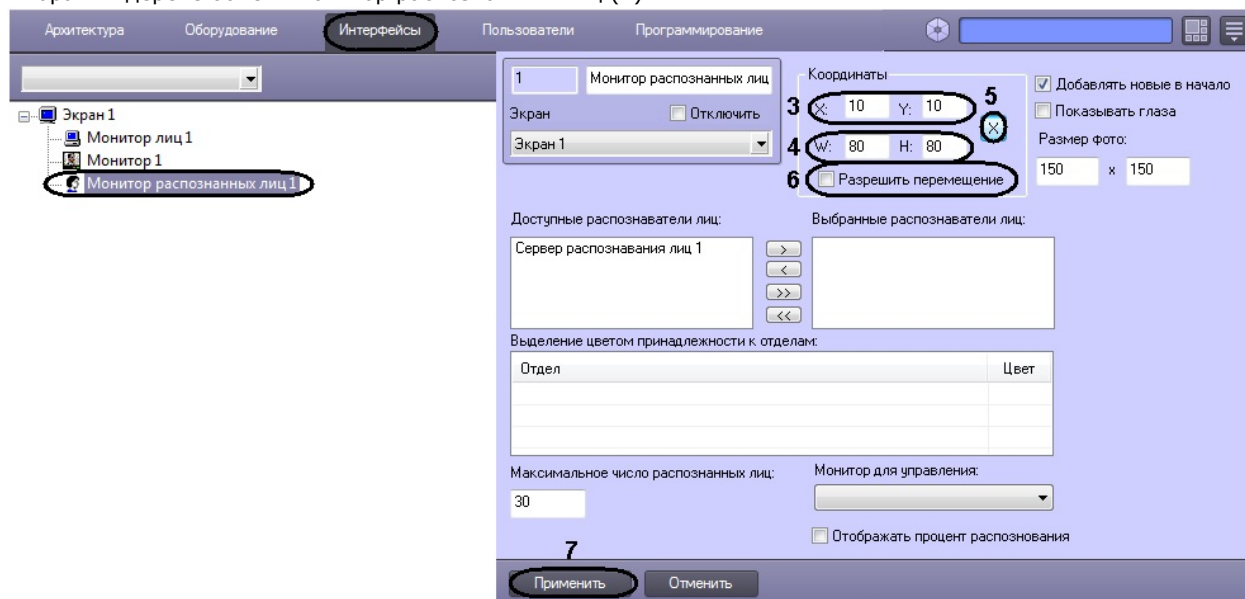 Архитектура Оборудование Интерфейсы Пользователи Программирование
Экран 1
Монитор лиц 1
Монитор 1
Монитор распознанных лиц 1
1 Монитор распознанных лиц
Экран Отключить
Экран 1
Координаты
3 X: 10 Y: 10 5
X
4 W: 80 H: 80
6 Разрешить перемещение
Добавлять новые в начало
Показывать глаза
Размер фото:
150 x 150
Доступные распознаватели лиц: Выбранные распознаватели лиц:
Сервер распознавания лиц 1
>
<
>>
<<
Выделение цветом принадлежности к отделам:
Отдел Цвет
Максимальное число распознанных лиц: Монитор для управления:
30
Отображать процент распознования
7
Применить Отменить